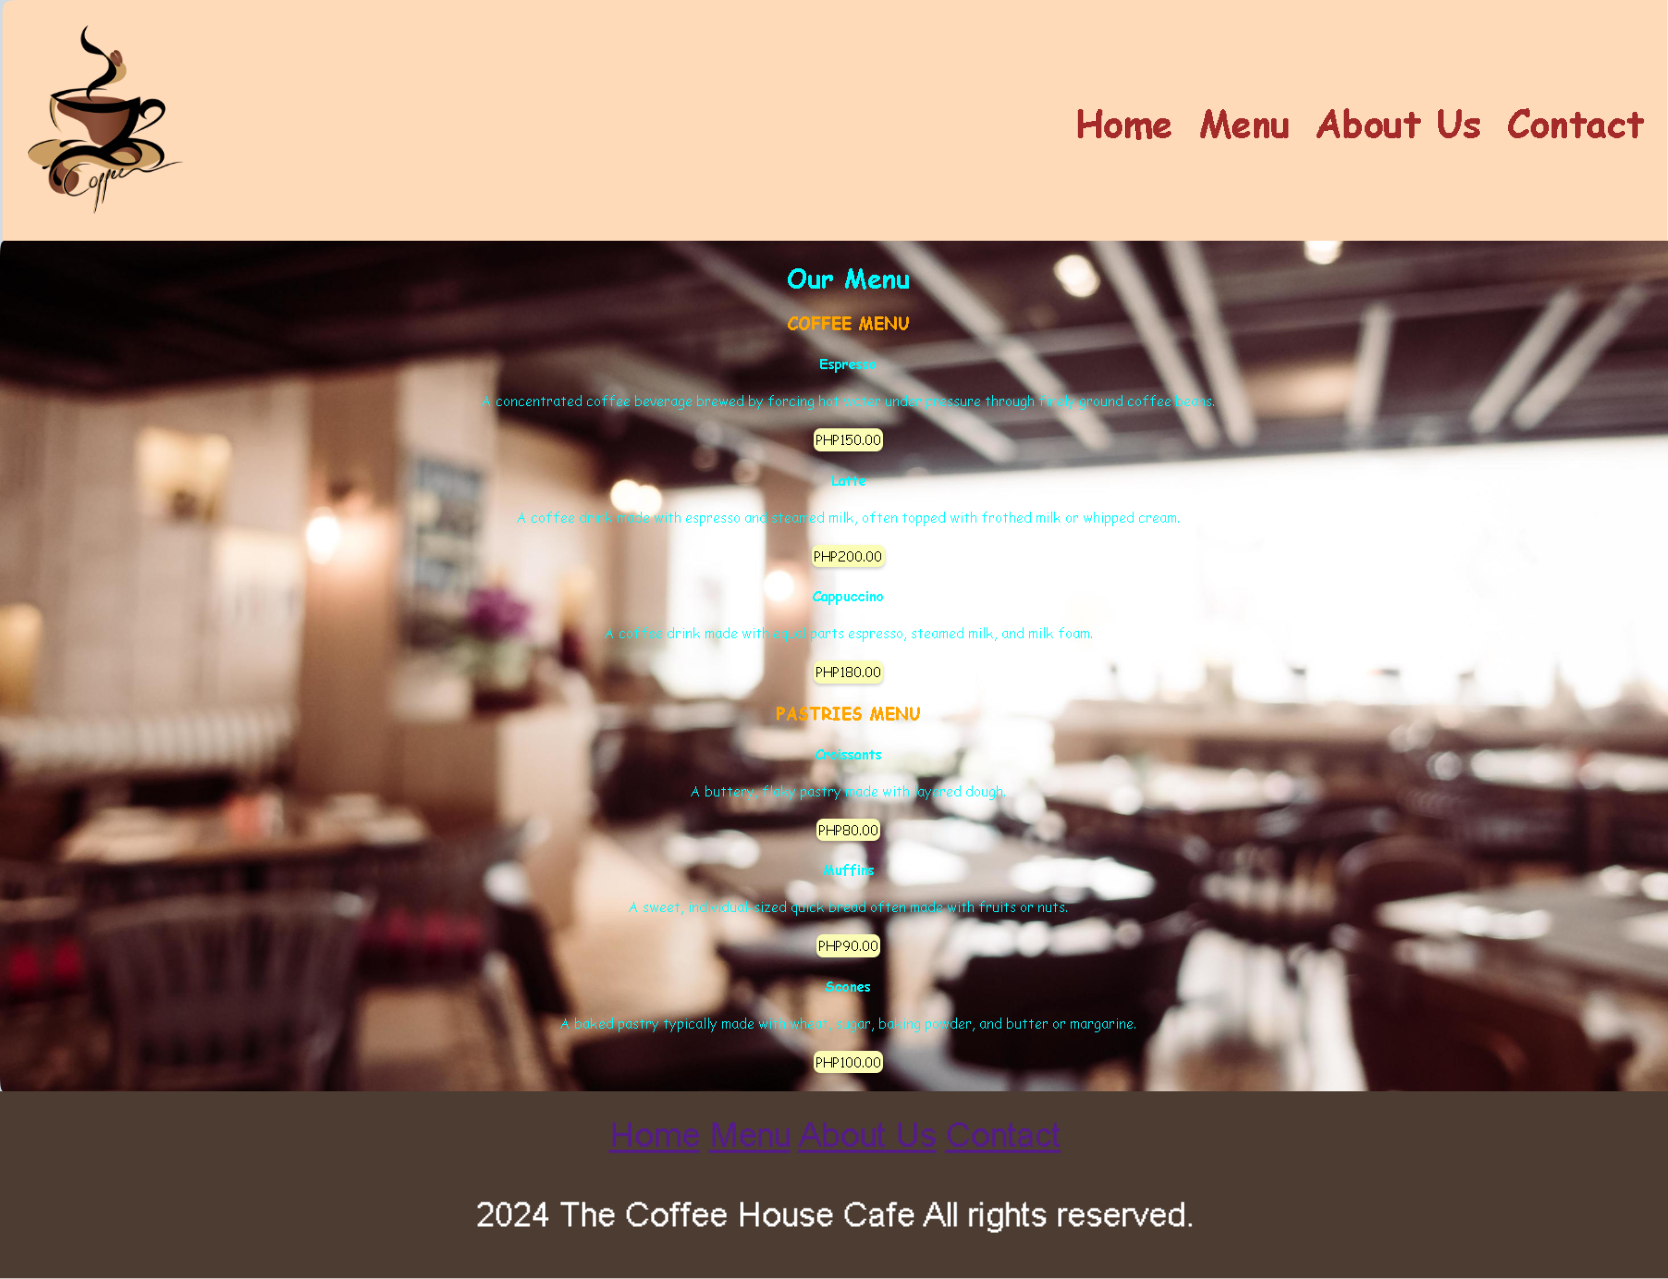 Coffee
Home Menu About Us Contact
Our Menu
COFFEE MENU
Espresso
A concentrated coffee beverage brewed by forcing hot water under pressure through finely ground coffee beans.
PHP150.00
Latte
A coffee drink made with espresso and steamed milk, often topped with frothed milk or whipped cream.
PHP200.00
Cappuccino
A coffee drink made with equal parts espresso, steamed milk, and milk foam.
PHP180.00
PASTRIES MENU
Croissants
A buttery, flaky pastry made with layered dough.
PHP80.00
Muffins
A sweet, individual-sized quick bread often made with fruits or nuts.
PHP90.00
Scones
A baked pastry typically made with wheat, sugar, baking powder, and butter or margarine.
PHP100.00
Home Menu About Us Contact
2024 The Coffee House Cafe All rights reserved.